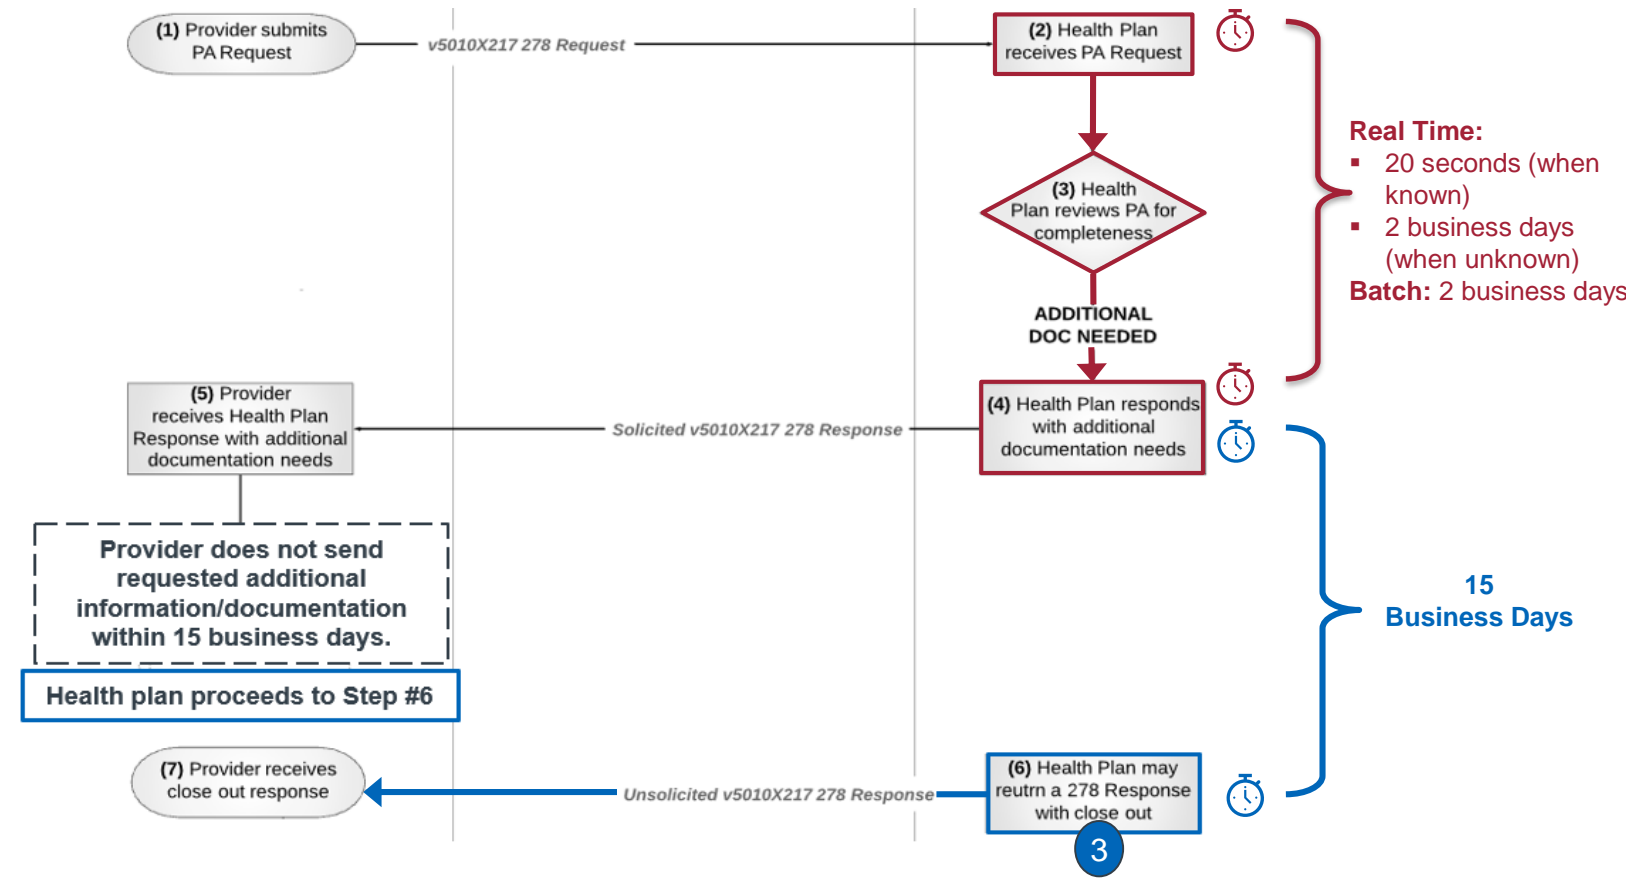 (1) Provider submits
PA Request
v5010X217 278 Request
(2) Health Plan
receives PA Request
Real Time:
▪ 20 seconds (when
known)
▪ 2 business days
(when unknown)
Batch: 2 business days
(3) Health
Plan reviews PA for
completeness
ADDITIONAL
DOC NEEDED
(4) Health Plan responds
with additional
documentation needs
Solicited v5010X217 278 Response
(5) Provider
receives Health Plan
Response with additional
documentation needs
Provider does not send
requested additional
information/documentation
within 15 business days.
Health plan proceeds to Step #6
15
Business Days
(6) Health Plan may
reutrn a 278 Response
with close out
3
Unsolicited v5010X217 278 Response
(7) Provider receives
close out response